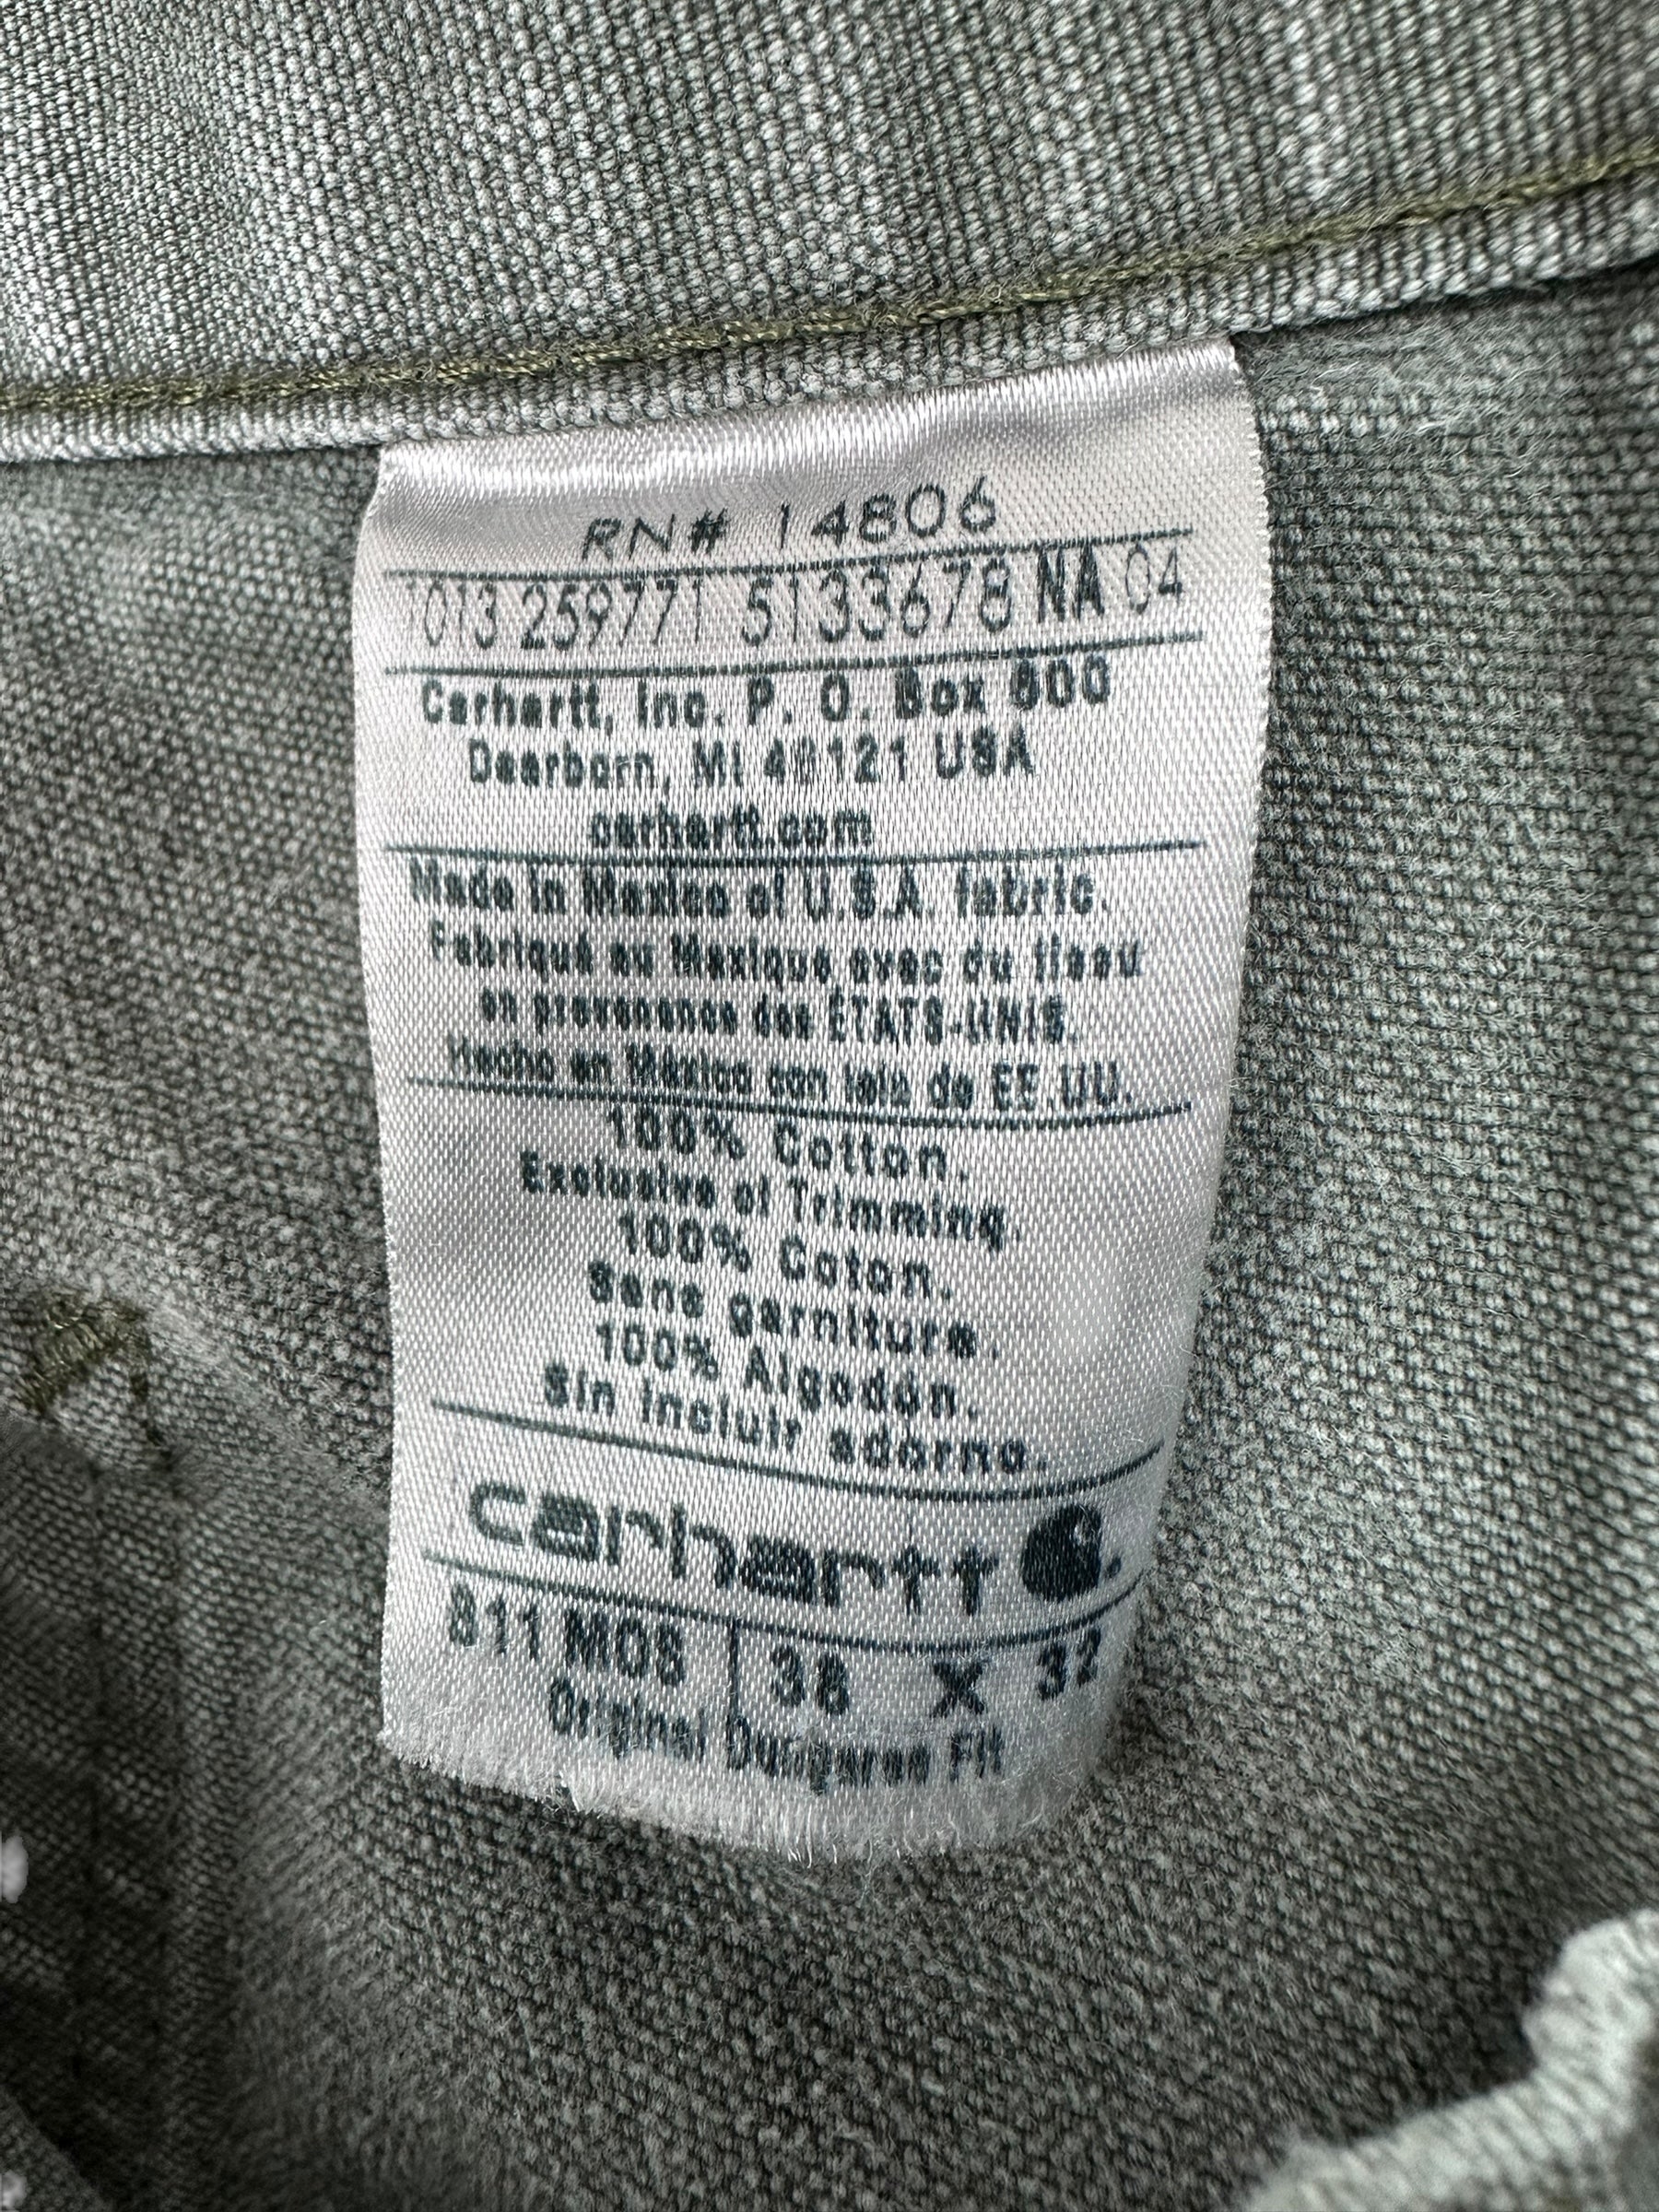 RN# 14806
1013 259771 5133678 NA 04
Carhartt, Inc. P. O. Box 600
Dearborn, MI 48121 USA
carhartt.com
Made in Mexico of U.S.A. fabric.
Fabriqué au Mexique avec du tissu
en provenance des ÉTATS-UNIS.
Hecho en México con tela de EE.UU.
100% Cotton.
Exclusive of Trimming.
100% Coton.
Sans garniture.
100% Algodón.
Sin incluir adorno.
carhartt
B11 MOS 38 X 32
Original Dungaree Fit